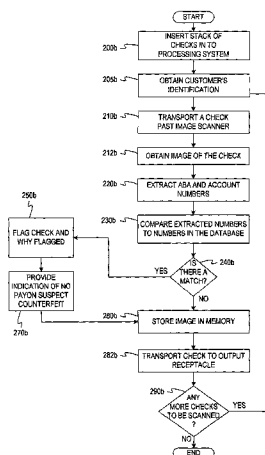 START
200b
INSERT STACK OF
CHECKS IN TO
PROCESSING SYSTEM
205b
OBTAIN CUSTOMER'S
IDENTIFICATION
210b
TRANSPORT A CHECK
PAST IMAGE SCANNER
212b
OBTAIN IMAGE OF THE CHECK
220b
EXTRACT ABA AND ACCOUNT
NUMBERS
230b
COMPARE EXTRACTED NUMBERS
TO NUMBERS IN THE DATABASE
240b
IS
THERE A
MATCH?
YES
NO
250b
FLAG CHECK AND
WHY FLAGGED
PROVIDE
INDICATION OF NO
PAY ON SUSPECT
COUNTERFEIT
270b
280b
STORE IMAGE IN MEMORY
282b
TRANSPORT CHECK TO OUTPUT
RECEPTACLE
290b
ANY
MORE CHECKS
TO BE SCANNED
?
YES
NO
END